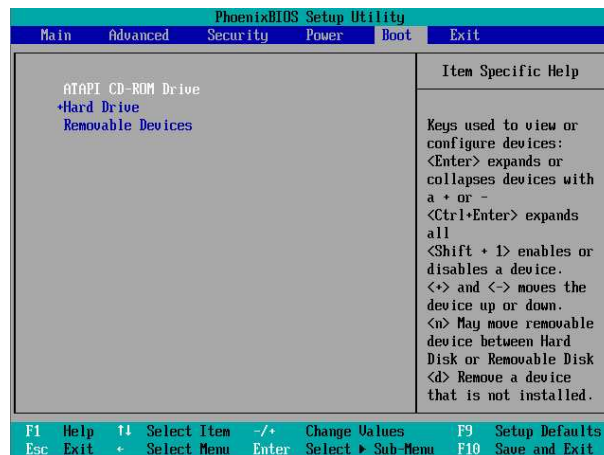 PhoenixBIOS Setup Utility
Main Advanced Security Power Boot Exit
Item Specific Help
ATAPI CD-ROM Drive
+Hard Drive
Removable Devices
Keys used to view or
configure devices:
<Enter> expands or
collapses devices with
a + or -
<Ctrl+Enter> expands
all
<Shift + 1> enables or
disables a device.
<+> and <-> moves the
device up or down.
<n> May move removable
device between Hard
Disk or Removable Disk
<d> Remove a device
that is not installed.
F1 Help ↑↓ Select Item -/+ Change Values F9 Setup Defaults
Esc Exit ← Select Menu Enter Select ▶ Sub-Menu F10 Save and Exit